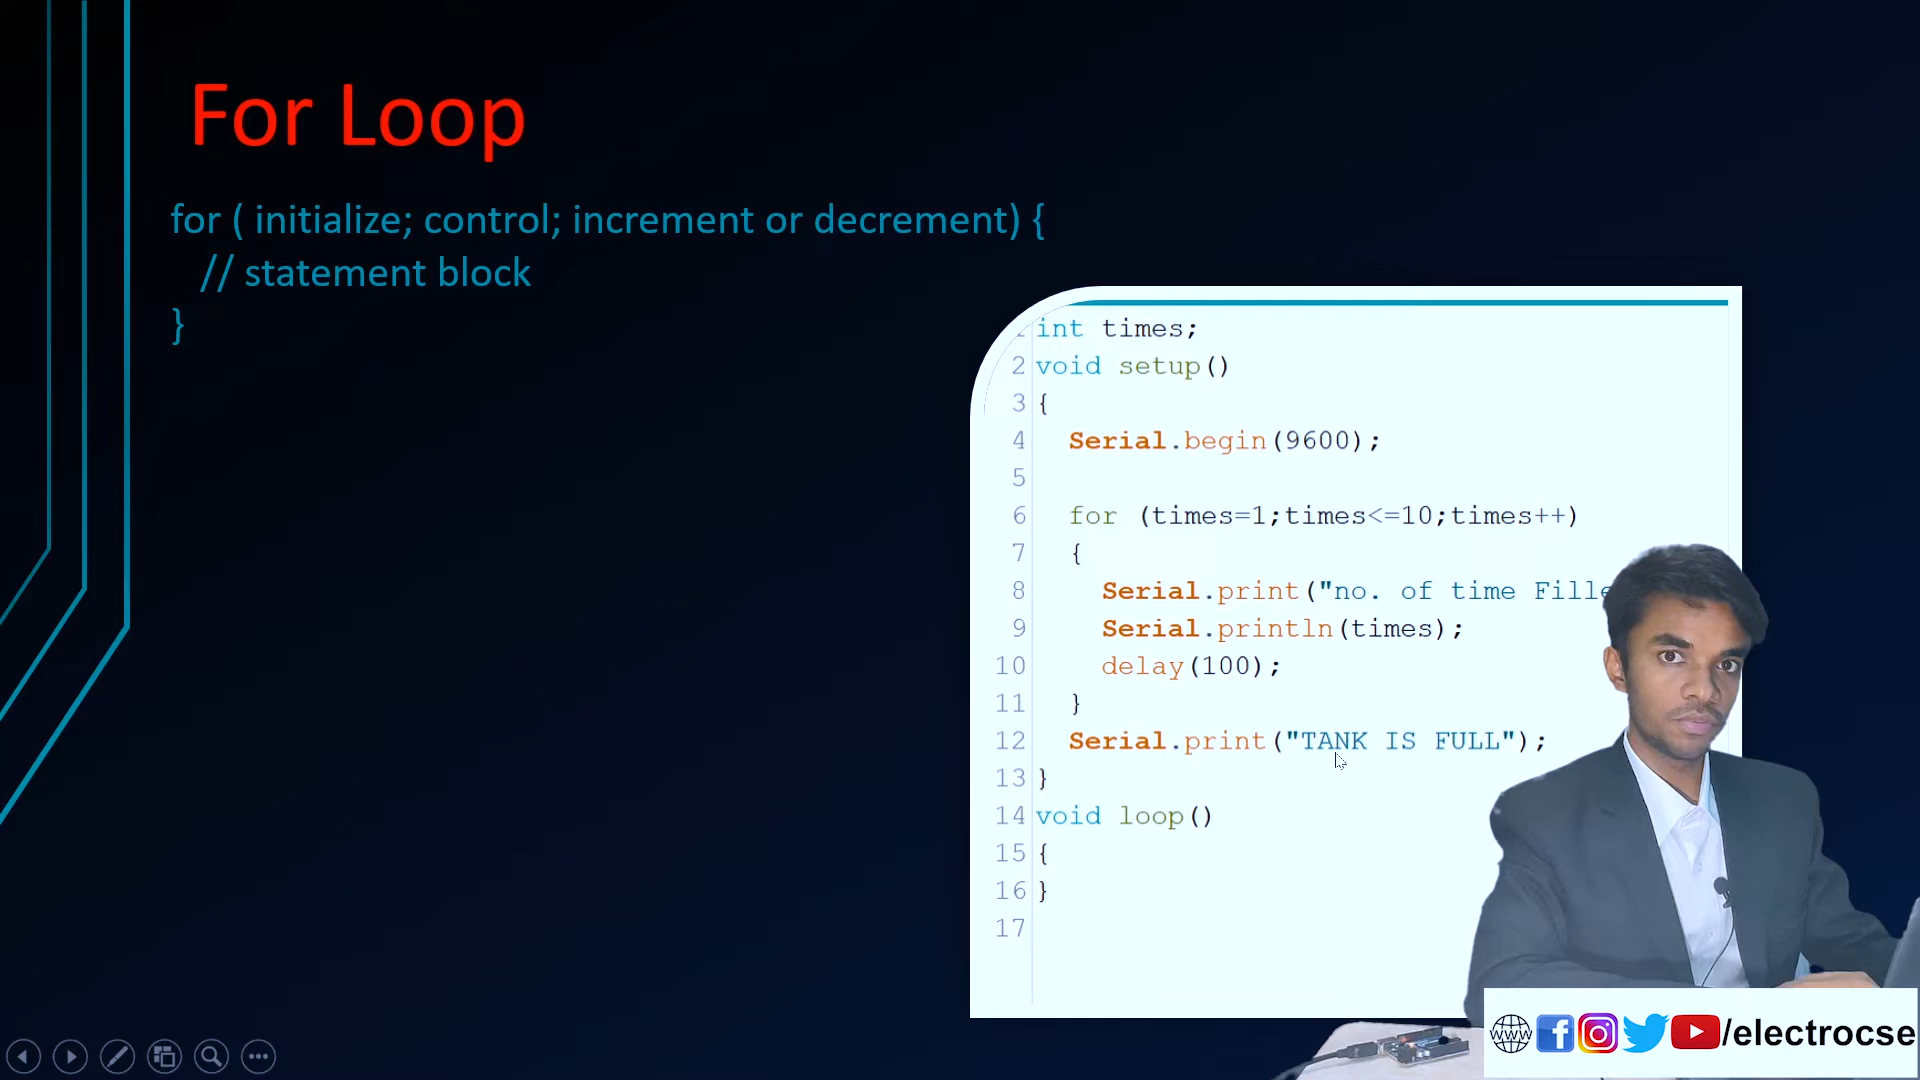 For Loop
for ( initialize; control; increment or decrement) {
// statement block
}
int times;
2 void setup()
3 {
4 Serial.begin(9600);
5
6 for (times=1;times<=10;times++)
7 {
8 Serial.print("no. of time Fille
9 Serial.println(times);
10 delay(100);
11 }
12 Serial.print("TANK IS FULL");
13 }
14 void loop()
15 {
16 }
17
www f /electrocse